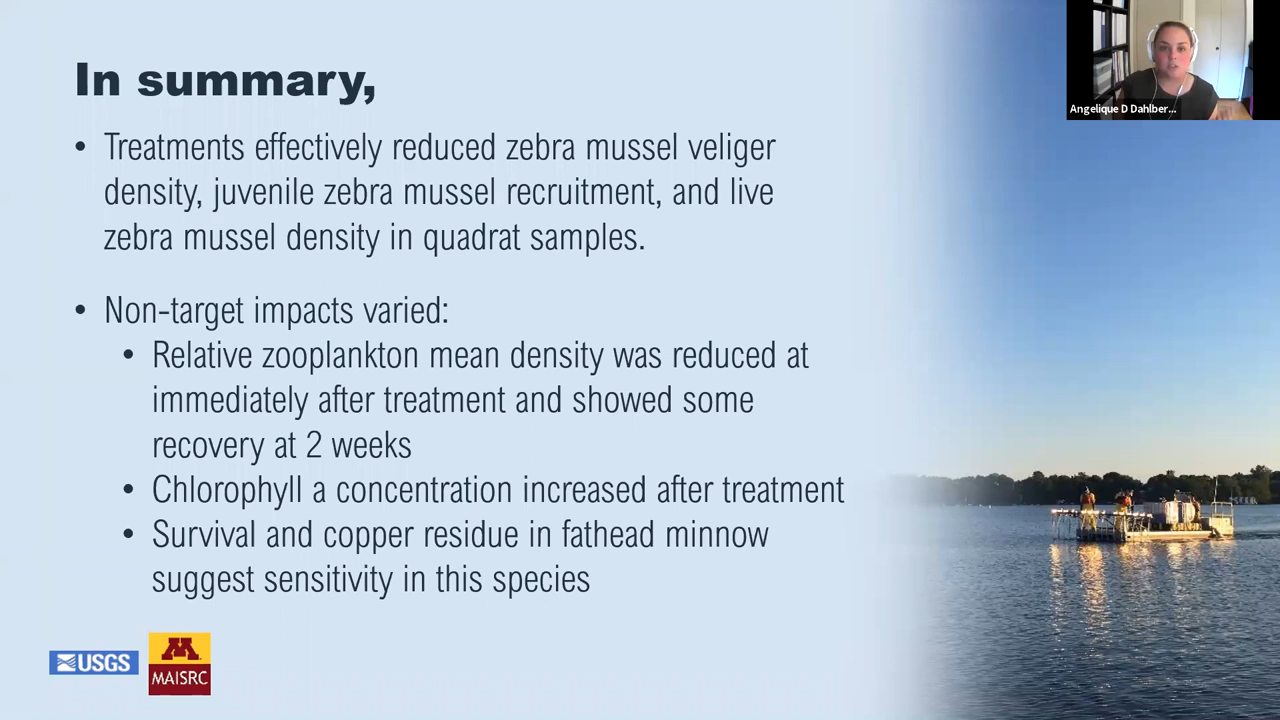 Angelique D Dahlber...
In summary,
• Treatments effectively reduced zebra mussel veliger
density, juvenile zebra mussel recruitment, and live
zebra mussel density in quadrat samples.
• Non-target impacts varied:
• Relative zooplankton mean density was reduced at
immediately after treatment and showed some
recovery at 2 weeks
• Chlorophyll a concentration increased after treatment
• Survival and copper residue in fathead minnow
suggest sensitivity in this species
USGS
M
MAISRC